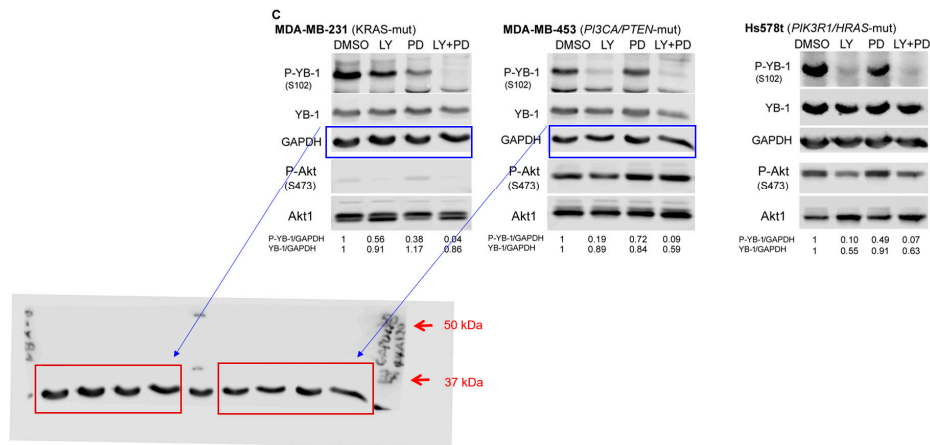 C
MDA-MB-231 (KRAS-mut)
DMSO LY PD LY+PD
P-YB-1
(S102)
YB-1
GAPDH
P-Akt
(S473)
Akt1
P-YB-1/GAPDH 1 0.56 0.38 0.04
YB-1/GAPDH 1 0.91 1.17 0.86
MDA-MB-453 (PI3CA/PTEN-mut)
DMSO LY PD LY+PD
P-YB-1
(S102)
YB-1
GAPDH
P-Akt
(S473)
Akt1
P-YB-1/GAPDH 1 0.19 0.72 0.09
YB-1/GAPDH 1 0.89 0.84 0.59
Hs578t (PIK3R1/HRAS-mut)
DMSO LY PD LY+PD
P-YB-1
(S102)
YB-1
GAPDH
P-Akt
(S473)
Akt1
P-YB-1/GAPDH 1 0.10 0.49 0.07
YB-1/GAPDH 1 0.55 0.91 0.63
50 kDa
37 kDa